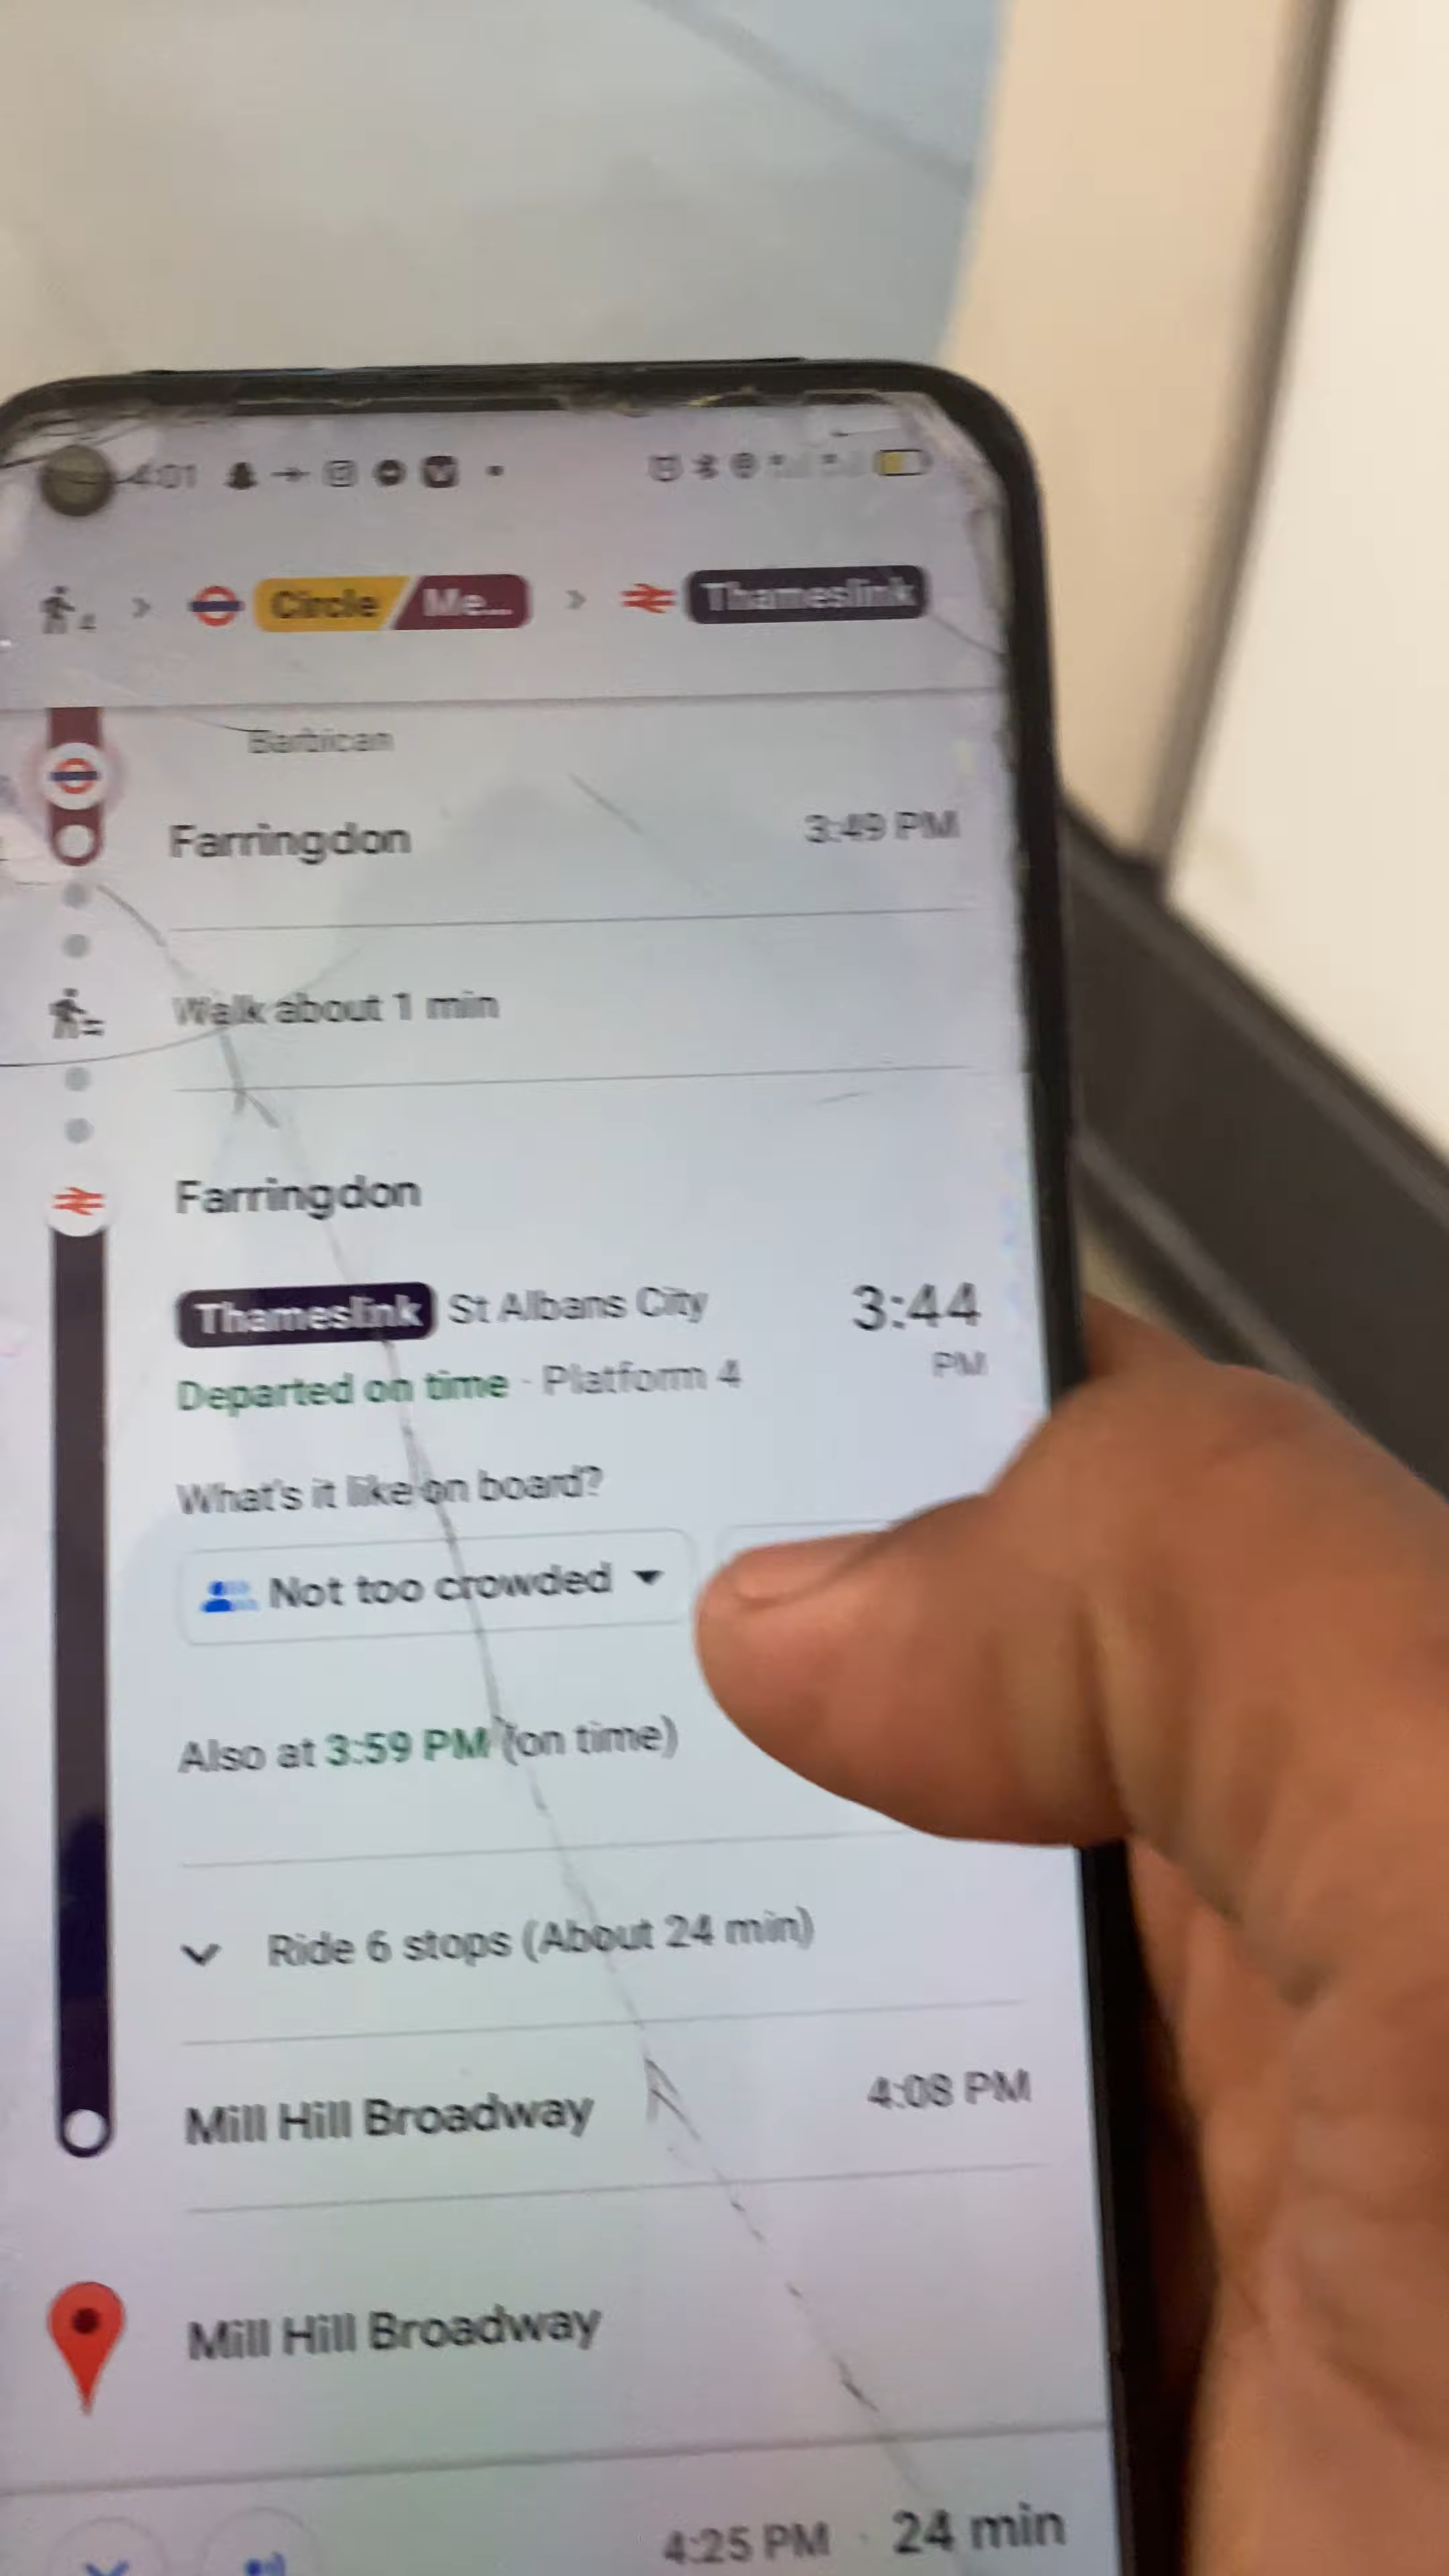 4:01
4
Circle Me... Thameslink
Barbican
Farringdon 3:49 PM
Walk about 1 min
Farringdon
Thameslink St Albans City 3:44
PM
Departed on time · Platform 4
What's it like on board?
Not too crowded
Also at 3:59 PM (on time)
Ride 6 stops (About 24 min)
Mill Hill Broadway 4:08 PM
Mill Hill Broadway
4:25 PM · 24 min